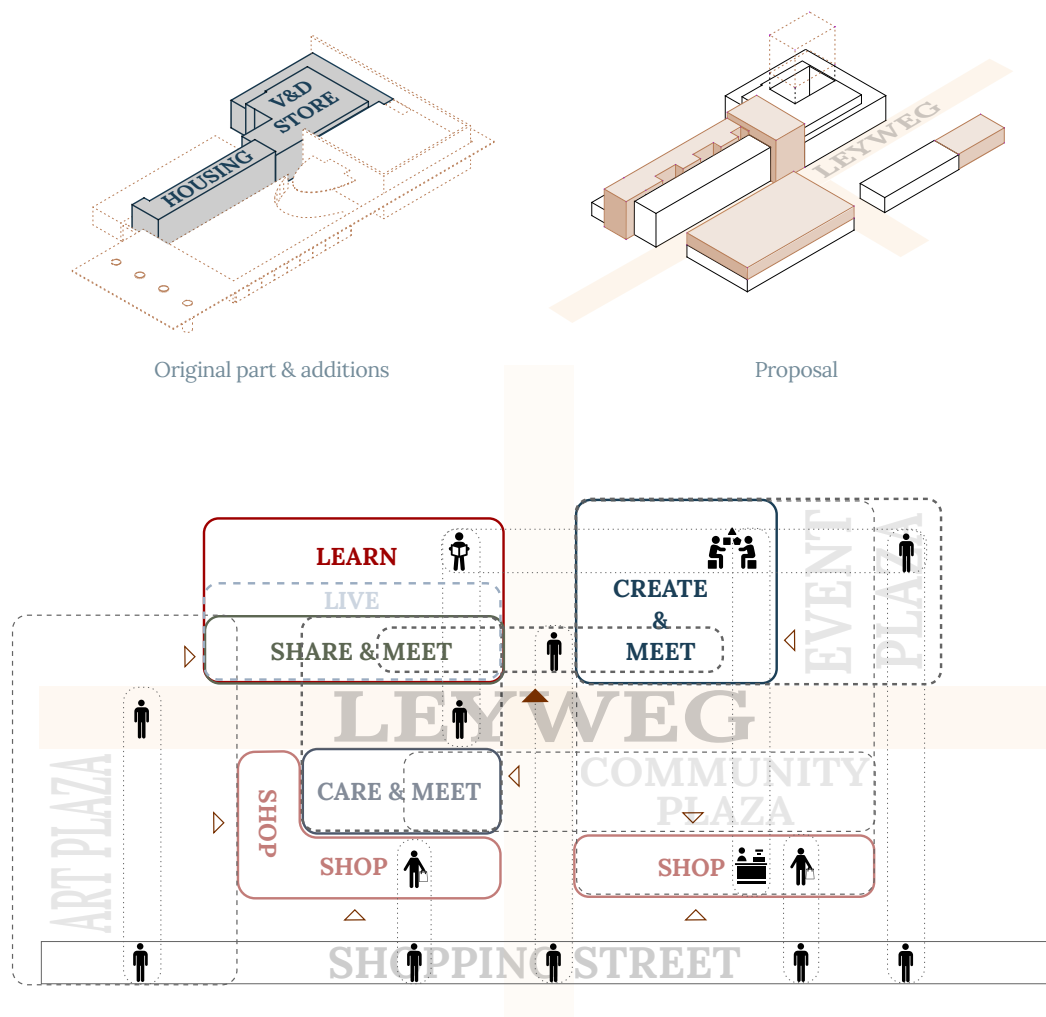 V&D
STORE
HOUSING
LEYWEG
Original part & additions
Proposal
LEARN
LIVE
SHARE & MEET
CREATE
&
MEET
EVENT
PLAZA
LEYWEG
ART PLAZA
SHOP
CARE & MEET
COMMUNITY
PLAZA
SHOP
SHOP
SHOPPING STREET